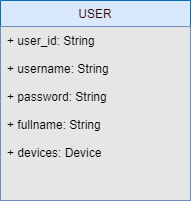 USER
+ user_id: String
+ username: String
+ password: String
+ fullname: String
+ devices: Device